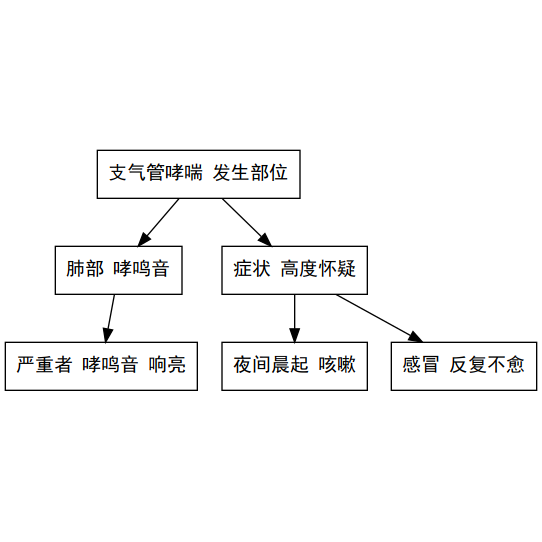 支气管哮喘 发生部位
肺部 哮鸣音
症状 高度怀疑
严重者 哮鸣音 响亮
夜间晨起 咳嗽
感冒 反复不愈